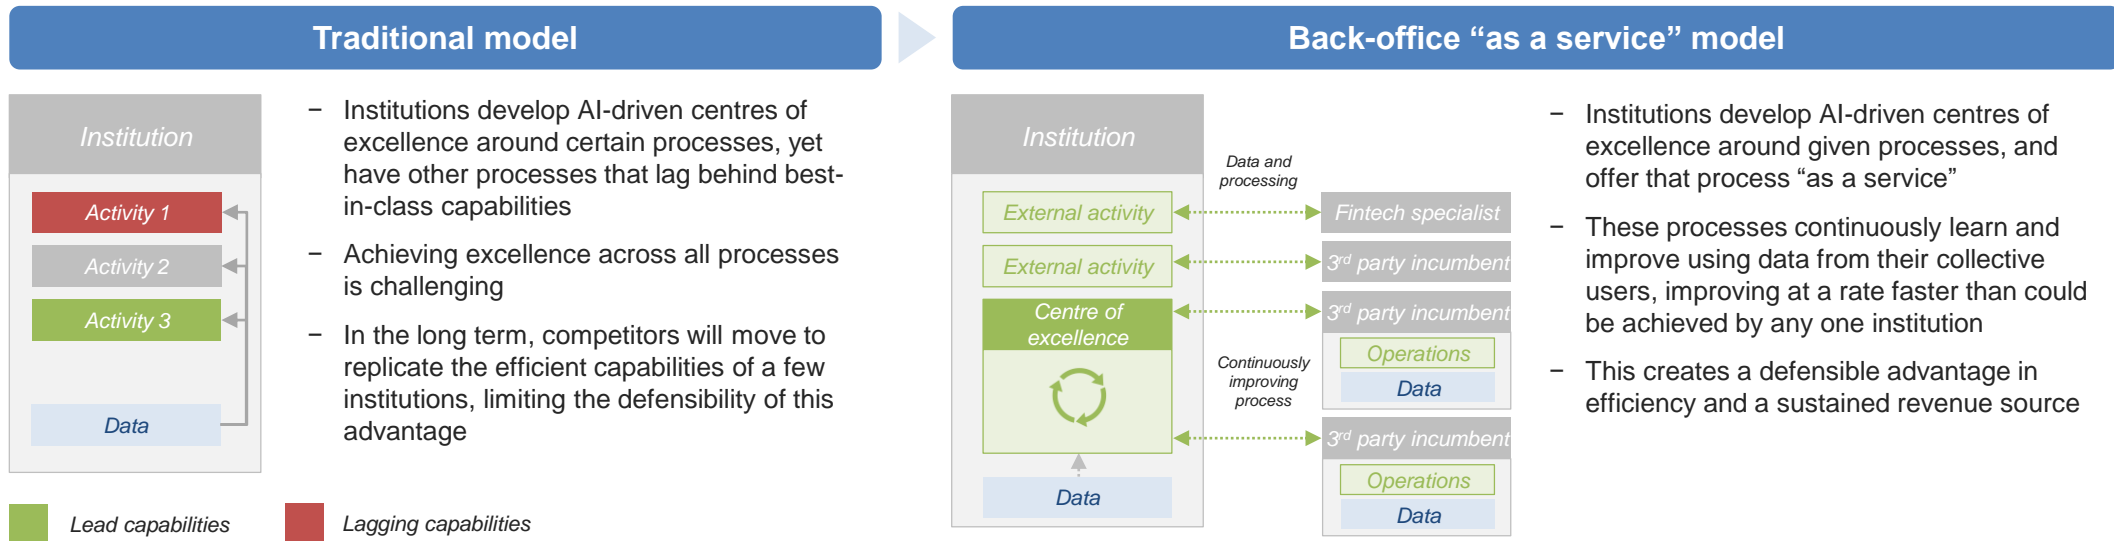 Traditional model
Institution
Activity 1
Activity 2
Activity 3
Data
− Institutions develop AI-driven centres of
excellence around certain processes, yet
have other processes that lag behind best-
in-class capabilities
− Achieving excellence across all processes
is challenging
− In the long term, competitors will move to
replicate the efficient capabilities of a few
institutions, limiting the defensibility of this
advantage
Lead capabilities
Lagging capabilities
Back-office “as a service” model
Institution
External activity
External activity
Centre of
excellence
Data
Data and
processing
Continuously
improving
process
Fintech specialist
3rd party incumbent
3rd party incumbent
Operations
Data
3rd party incumbent
Operations
Data
− Institutions develop AI-driven centres of
excellence around given processes, and
offer that process “as a service”
− These processes continuously learn and
improve using data from their collective
users, improving at a rate faster than could
be achieved by any one institution
− This creates a defensible advantage in
efficiency and a sustained revenue source